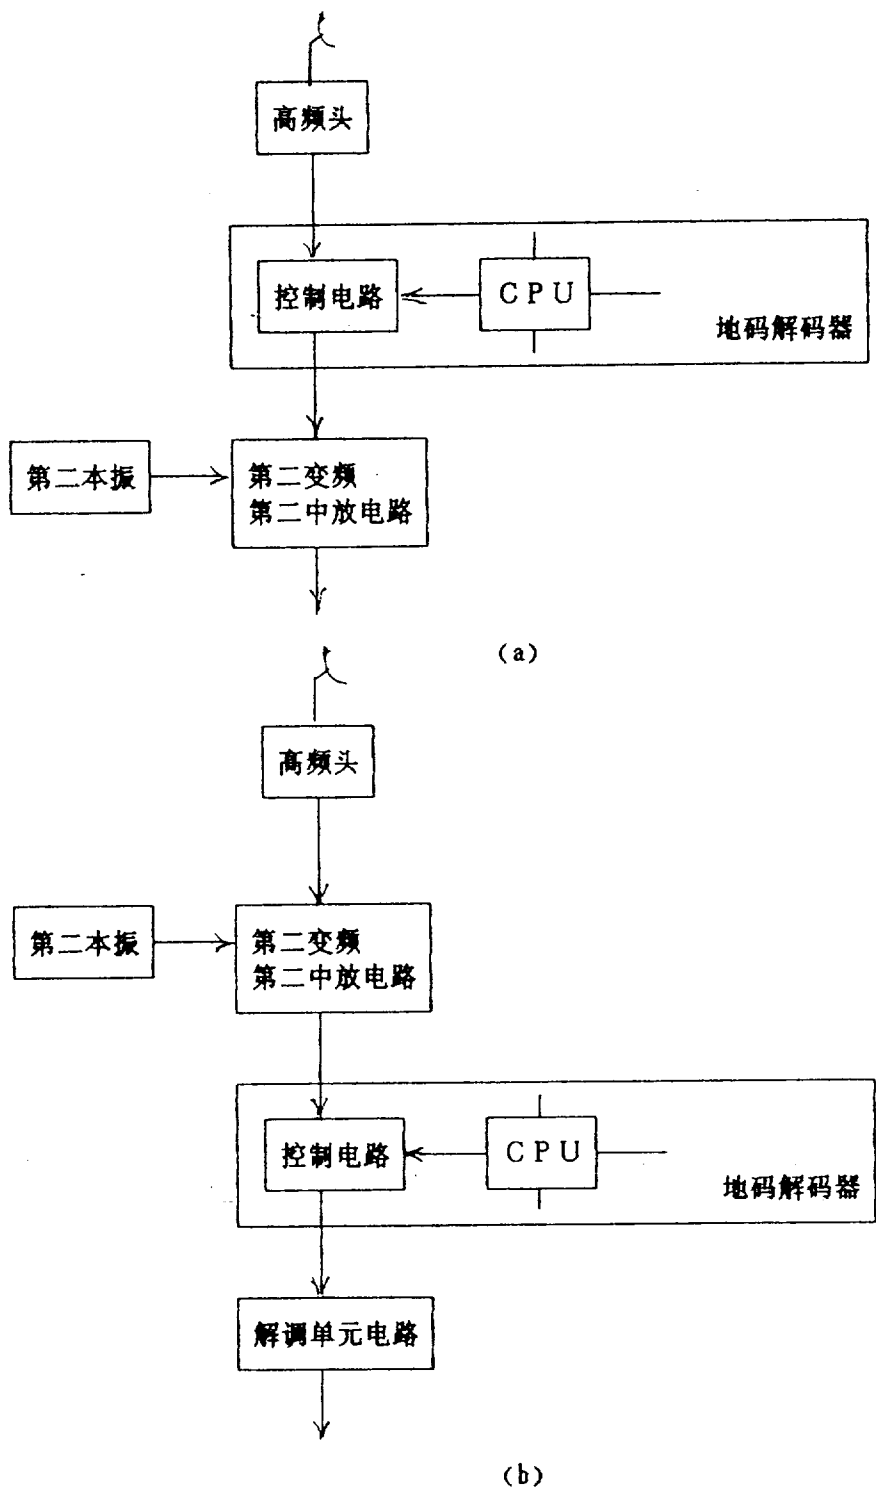 高频头
控制电路
CPU
地码解码器
第二本振
第二变频
第二中放电路
(a)
高频头
第二本振
第二变频
第二中放电路
控制电路
CPU
地码解码器
解调单元电路
(b)